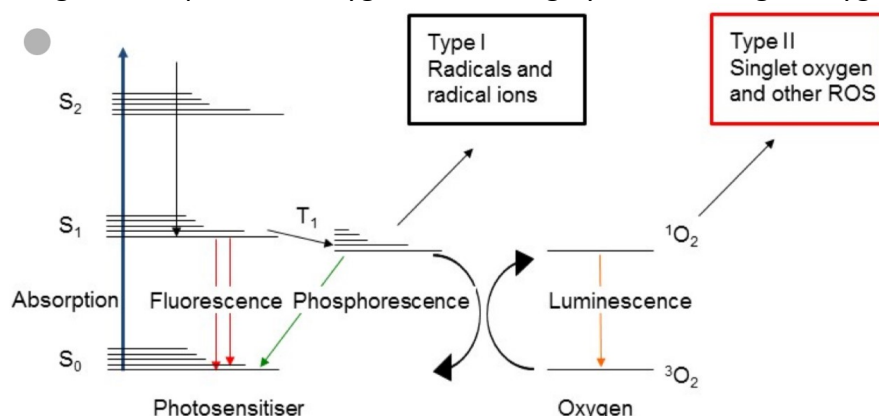 Type I
Radicals and
radical ions
Type II
Singlet oxygen
and other ROS
S2
S1
T1
¹O₂
Absorption
Fluorescence
Phosphorescence
Luminescence
S0
³O₂
Photosensitiser
Oxygen